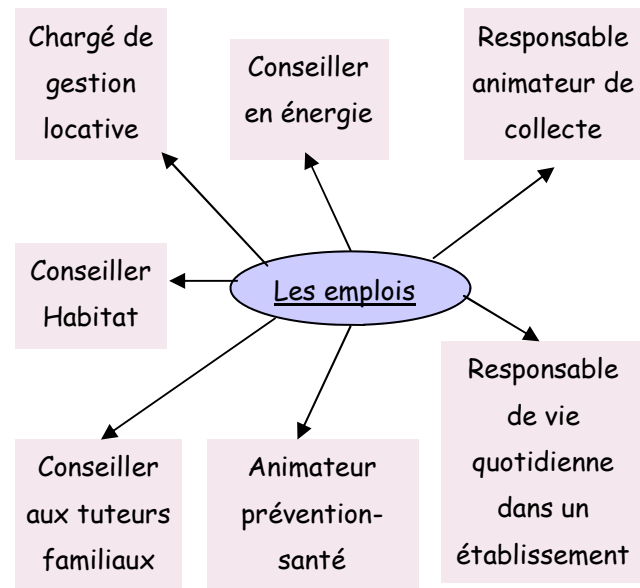 Chargé de
gestion
locative
Conseiller
en énergie
Responsable
animateur de
collecte
Conseiller
Habitat
Les emplois
Responsable
de vie
quotidienne
dans un
établissement
Conseiller
aux tuteurs
familiaux
Animateur
prévention-
santé